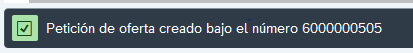 Petición de oferta creado bajo el número 6000000505